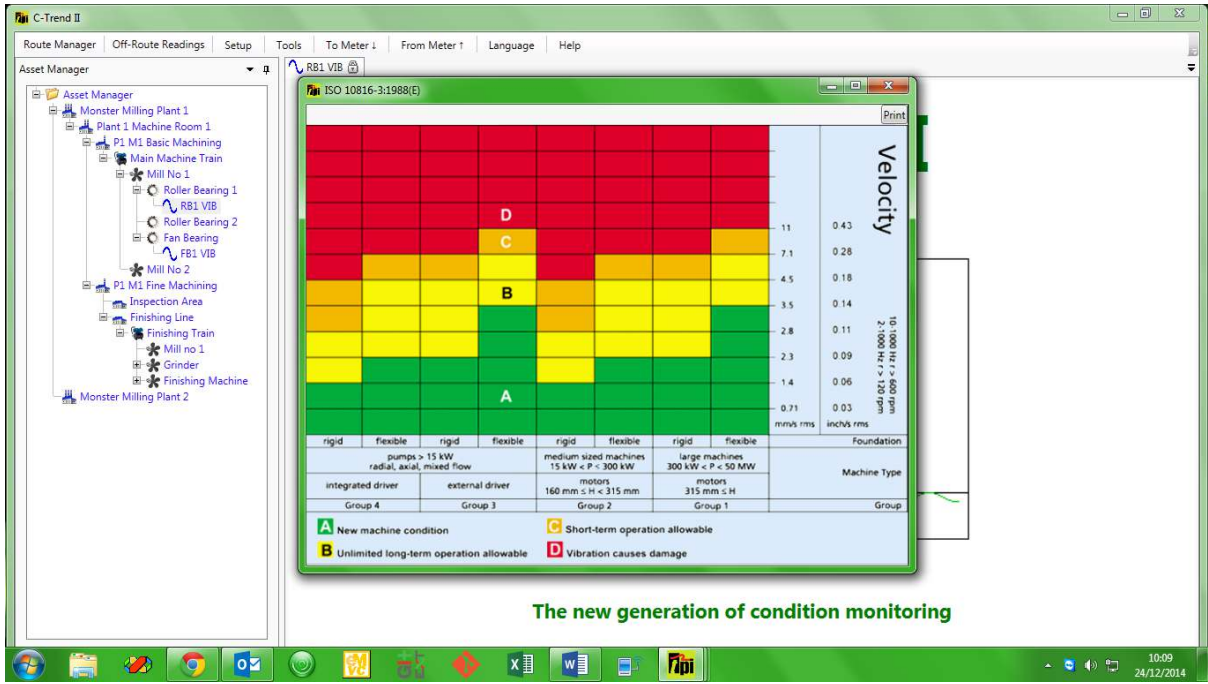 C-Trend II
Route Manager Off-Route Readings Setup Tools To Meter ↓ From Meter ↑ Language Help
Asset Manager
RB1 VIB
Asset Manager
Monster Milling Plant 1
Plant 1 Machine Room 1
P1 M1 Basic Machining
Main Machine Train
Mill No 1
Roller Bearing 1
RB1 VIB
Roller Bearing 2
Fan Bearing
FB1 VIB
Mill No 2
P1 M1 Fine Machining
Inspection Area
Finishing Line
Finishing Train
Mill no 1
Grinder
Finishing Machine
Monster Milling Plant 2
ISO 10816-3:1988(E)
Print
Velocity
D
C
B
A
11 0.43
7.1 0.28
4.5 0.18
3.5 0.14
2.8 0.11
2.3 0.09
1.4 0.06
0.71 0.03
mm/s rms inch/s rms
10-1000 Hz r > 600 rpm
2-1000 Hz r > 120 rpm
rigid flexible rigid flexible rigid flexible rigid flexible Foundation
pumps > 15 kW
radial, axial, mixed flow
medium sized machines
15 kW < P < 300 kW
large machines
300 kW < P < 50 MW
Machine Type
integrated driver external driver
motors
160 mm ≤ H < 315 mm
motors
315 mm ≤ H
Group 4 Group 3 Group 2 Group 1 Group
A New machine condition
B Unlimited long-term operation allowable
C Short-term operation allowable
D Vibration causes damage
The new generation of condition monitoring
10:09
24/12/2014